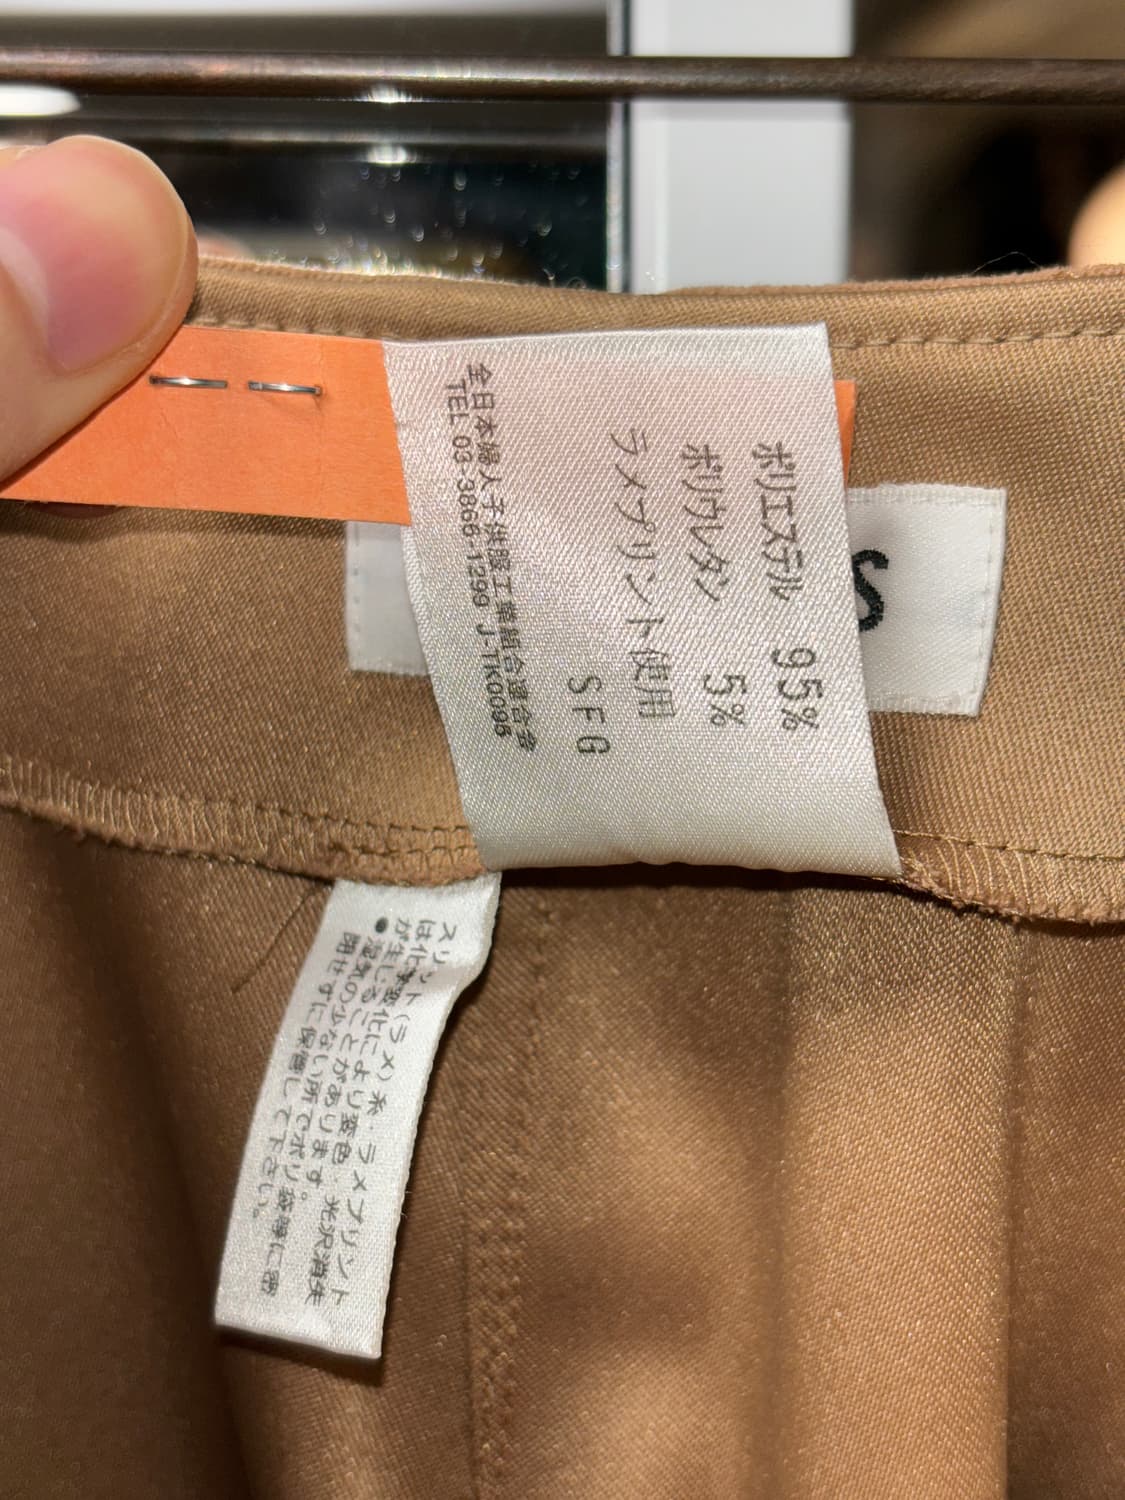 ポリエステル 95%
ポリウレタン 5%
ラメプリント使用
SFG
全日本婦人子供服工業組合連合会
TEL 03-3866-1299 J-TK0096
S
スリット(ラメ)糸・ラメプリント
は化学変化により変色、光沢消失
が生じることがあります。
●湿気の少ない所でポリ袋等に密
閉せずに保管して下さい。